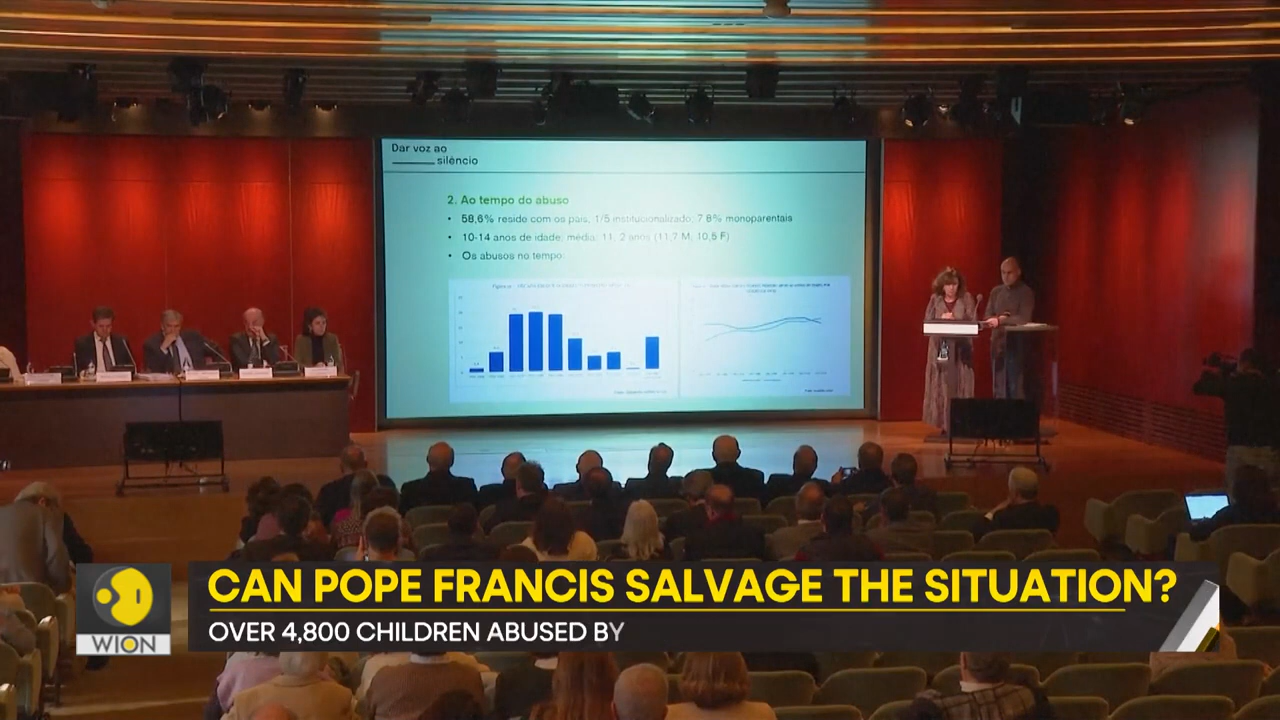 Dar voz ao
silêncio
2. Ao tempo do abuso
• 58,6% reside com os pais, 1/5 institucionalizado; 7,8% monoparentais
• 10-14 anos de idade; média: 11, 2 anos (11,7 M; 10,5 F)
• Os abusos no tempo:
WION
CAN POPE FRANCIS SALVAGE THE SITUATION?
OVER 4,800 CHILDREN ABUSED BY